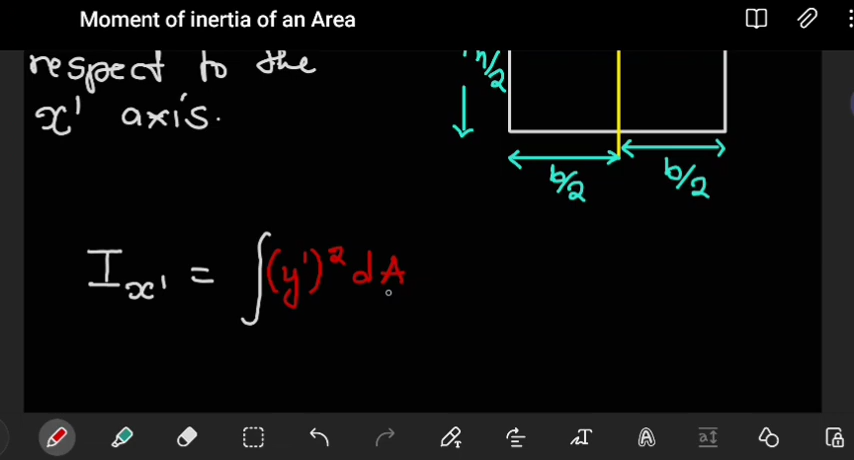 Moment of inertia of an Area
respect to the
x' axis.
h/2
b/2
b/2
I_x' = ∫(y')² dA